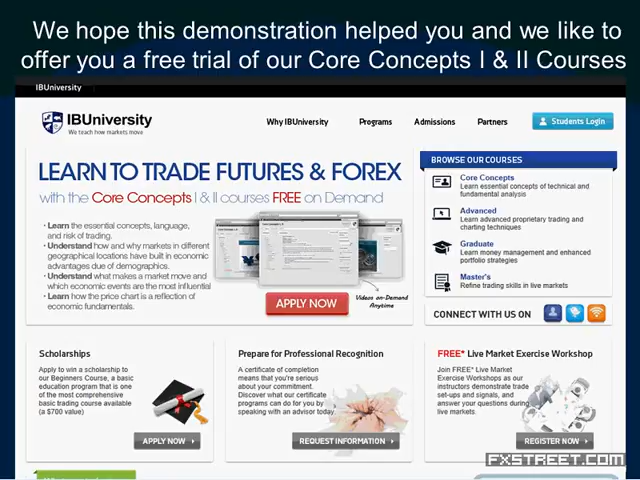 We hope this demonstration helped you and we like to
offer you a free trial of our Core Concepts I & II Courses
IBUniversity
IBUniversity
We teach how markets move
Why IBUniversity
Programs
Admissions
Partners
Students Login
LEARN TO TRADE FUTURES & FOREX
with the Core Concepts I & II courses FREE on Demand
• Learn the essential concepts, language,
and risk of trading.
• Understand how and why markets in different
geographical locations have built in economic
advantages due of demographics.
• Understand what makes a market move and
which economic events are the most influential
• Learn how the price chart is a reflection of
economic fundamentals.
APPLY NOW
Videos on-Demand
Anytime
BROWSE OUR COURSES
Core Concepts
Learn essential concepts of technical and
fundamental analysis
Advanced
Learn advanced proprietary trading and
charting techniques
Graduate
Learn money management and enhanced
portfolio strategies
Master's
Refine trading skills in live markets
CONNECT WITH US ON
Scholarships
Apply to win a scholarship to
our Beginners Course, a basic
education program that is one
of the most comprehensive
basic trading course available
(a $700 value)
APPLY NOW
Prepare for Professional Recognition
A certificate of completion
means that you're serious
about your commitment.
Discover what our certificate
programs can do for you by
speaking with an advisor today.
REQUEST INFORMATION
FREE* Live Market Exercise Workshop
Join FREE* Live Market
Exercise Workshops as our
instructors demonstrate trade
set-ups and signals, and
answer your questions during
live markets.
REGISTER NOW
FXSTREET.COM